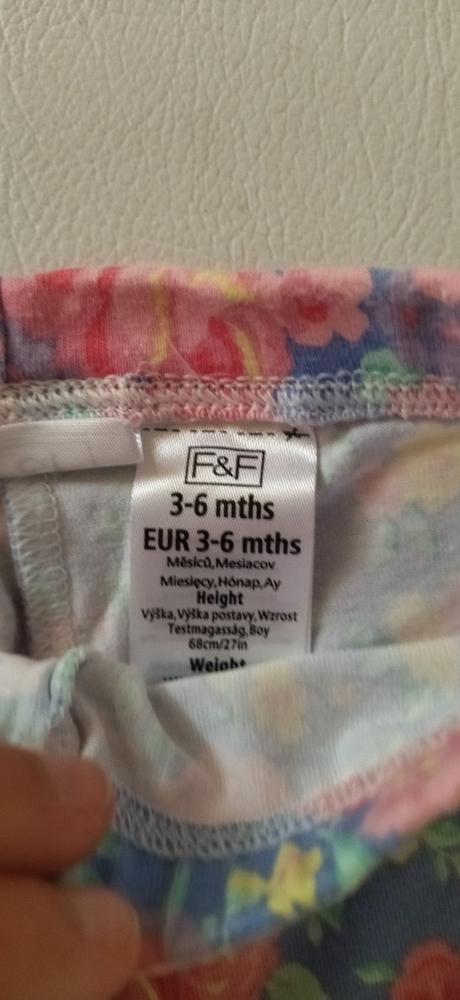 F&F
3-6 mths
EUR 3-6 mths
Měsíců,Mesiacov
Miesięcy,Hónap,Ay
Height
Výška,Výška postavy,Wzrost
Testmagasság,Boy
68cm/27in
Weight